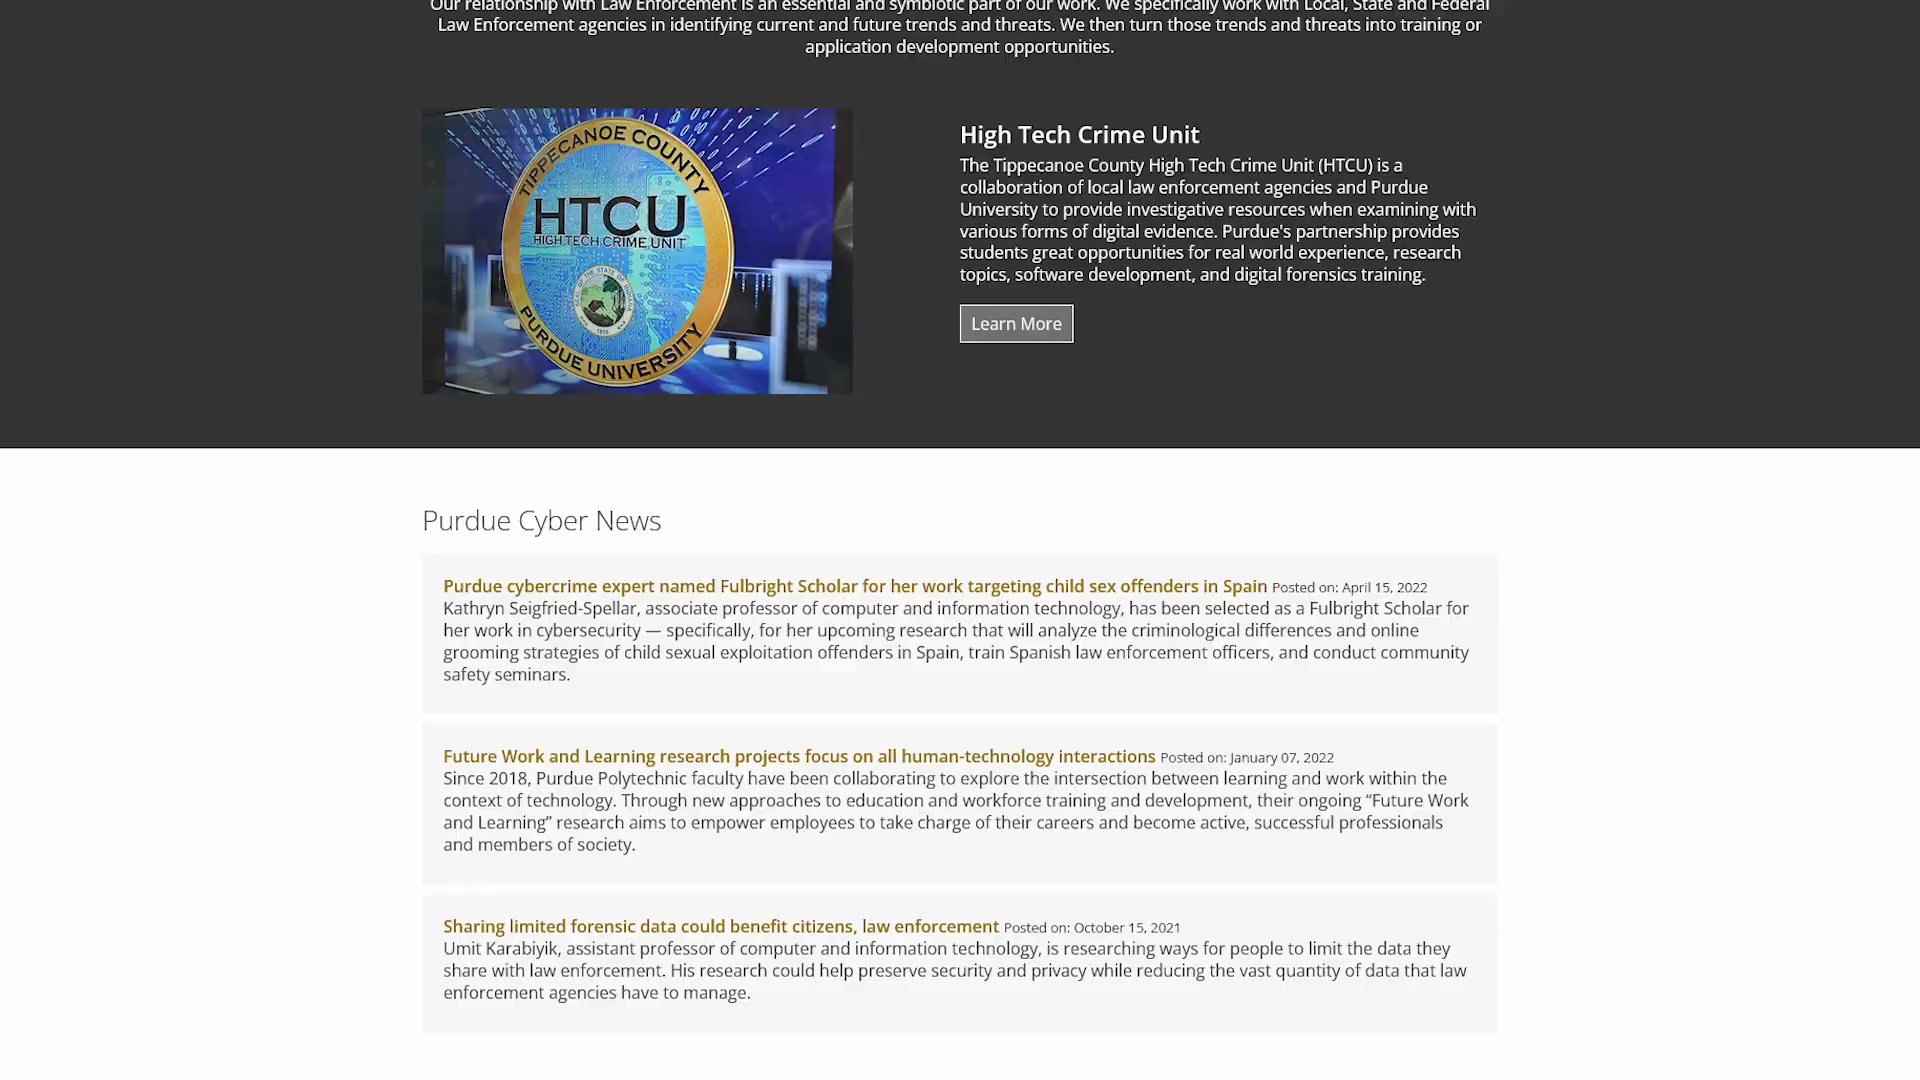 Our relationship with Law Enforcement is an essential and symbiotic part of our work. We specifically work with Local, State and Federal
Law Enforcement agencies in identifying current and future trends and threats. We then turn those trends and threats into training or
application development opportunities.
TIPPECANOE COUNTY
HTCU
HIGH TECH CRIME UNIT
SEAL OF THE STATE OF INDIANA
1816
PURDUE UNIVERSITY
High Tech Crime Unit
The Tippecanoe County High Tech Crime Unit (HTCU) is a
collaboration of local law enforcement agencies and Purdue
University to provide investigative resources when examining with
various forms of digital evidence. Purdue's partnership provides
students great opportunities for real world experience, research
topics, software development, and digital forensics training.
Learn More
Purdue Cyber News
Purdue cybercrime expert named Fulbright Scholar for her work targeting child sex offenders in Spain Posted on: April 15, 2022
Kathryn Seigfried-Spellar, associate professor of computer and information technology, has been selected as a Fulbright Scholar for
her work in cybersecurity — specifically, for her upcoming research that will analyze the criminological differences and online
grooming strategies of child sexual exploitation offenders in Spain, train Spanish law enforcement officers, and conduct community
safety seminars.
Future Work and Learning research projects focus on all human-technology interactions Posted on: January 07, 2022
Since 2018, Purdue Polytechnic faculty have been collaborating to explore the intersection between learning and work within the
context of technology. Through new approaches to education and workforce training and development, their ongoing “Future Work
and Learning” research aims to empower employees to take charge of their careers and become active, successful professionals
and members of society.
Sharing limited forensic data could benefit citizens, law enforcement Posted on: October 15, 2021
Umit Karabiyik, assistant professor of computer and information technology, is researching ways for people to limit the data they
share with law enforcement. His research could help preserve security and privacy while reducing the vast quantity of data that law
enforcement agencies have to manage.